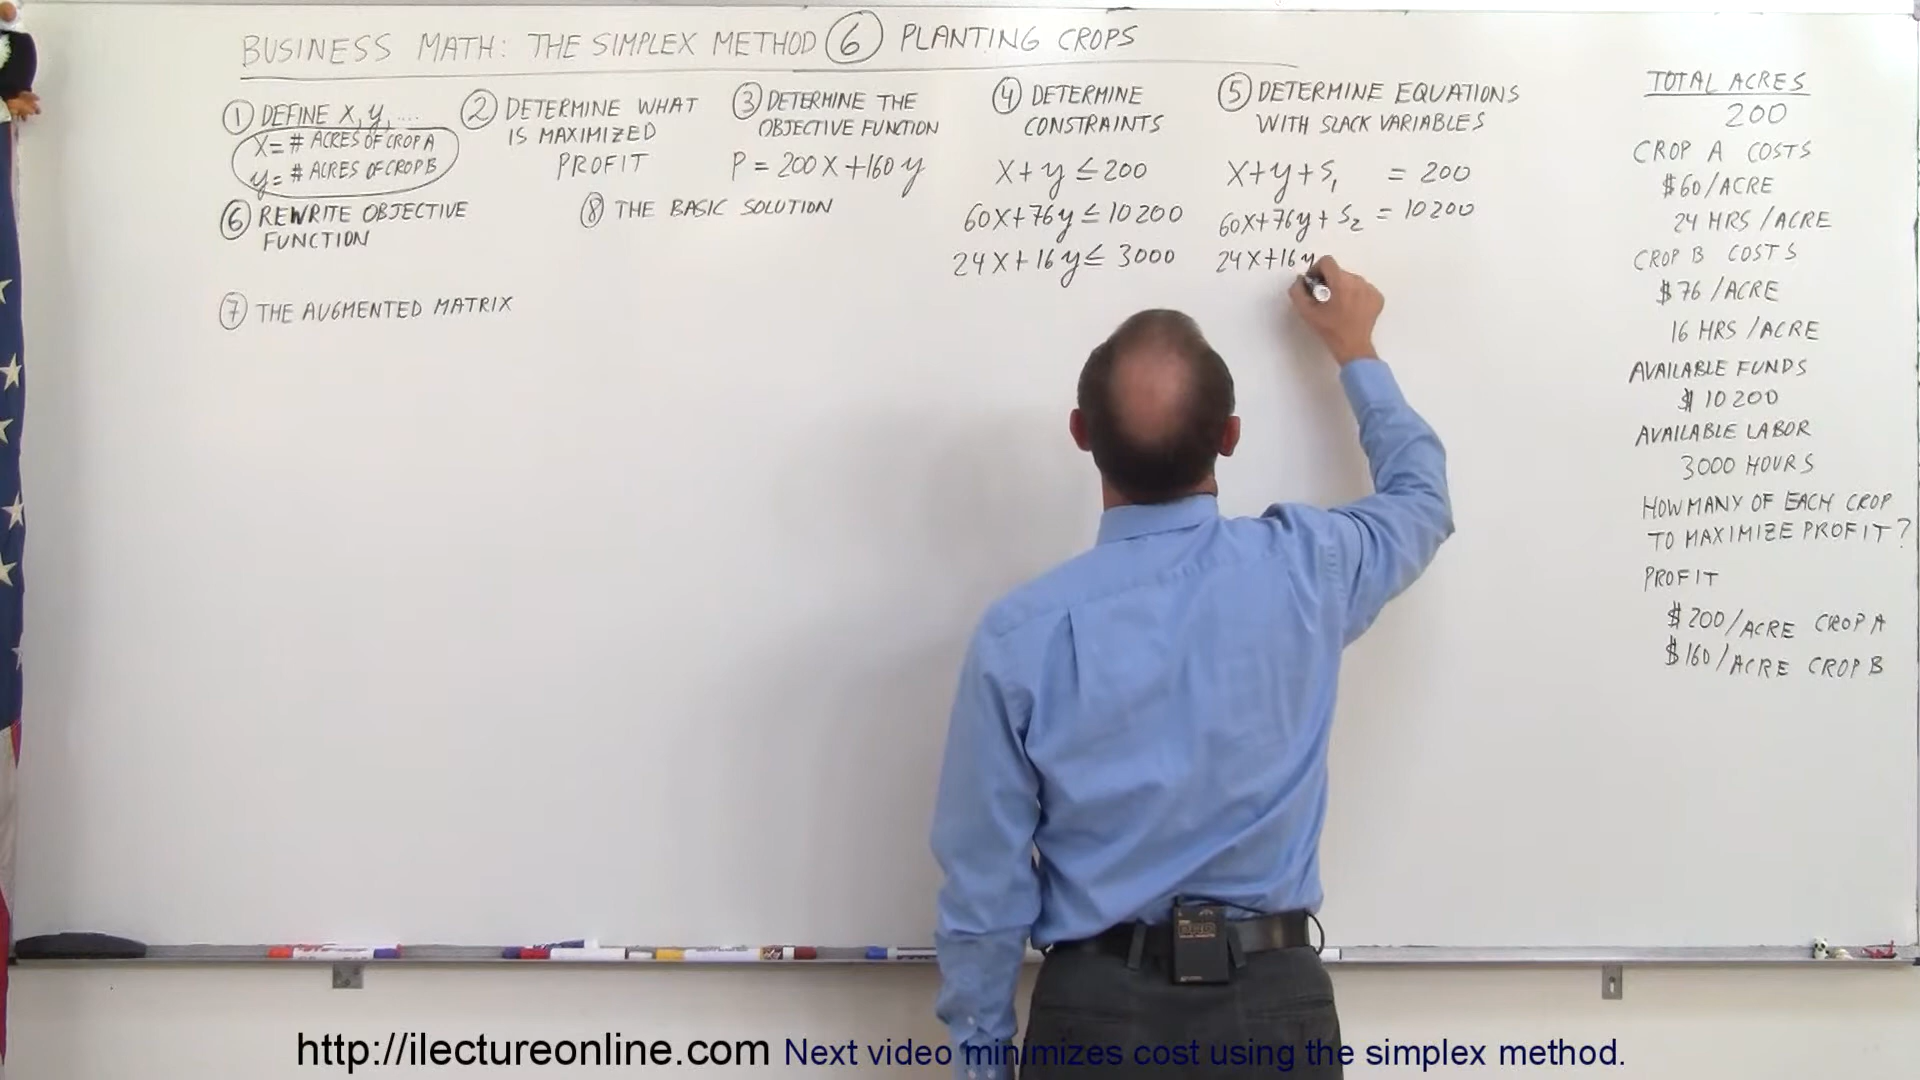 BUSINESS MATH: THE SIMPLEX METHOD ⑥ PLANTING CROPS
① DEFINE X, y, ....
X = # ACRES OF CROP A
y = # ACRES OF CROP B
② DETERMINE WHAT
IS MAXIMIZED
PROFIT
③ DETERMINE THE
OBJECTIVE FUNCTION
P = 200X + 160y
④ DETERMINE
CONSTRAINTS
X + y ≤ 200
60X + 76y ≤ 10200
24X + 16y ≤ 3000
⑤ DETERMINE EQUATIONS
WITH SLACK VARIABLES
X + y + S₁ = 200
60X + 76y + S₂ = 10200
24X + 16y
⑥ REWRITE OBJECTIVE
FUNCTION
⑦ THE AUGMENTED MATRIX
⑧ THE BASIC SOLUTION
TOTAL ACRES
200
CROP A COSTS
$60/ACRE
24 HRS/ACRE
CROP B COSTS
$76/ACRE
16 HRS/ACRE
AVAILABLE FUNDS
$10200
AVAILABLE LABOR
3000 HOURS
HOW MANY OF EACH CROP
TO MAXIMIZE PROFIT?
PROFIT
$200/ACRE CROP A
$160/ACRE CROP B
http://ilectureonline.com Next video minimizes cost using the simplex method.